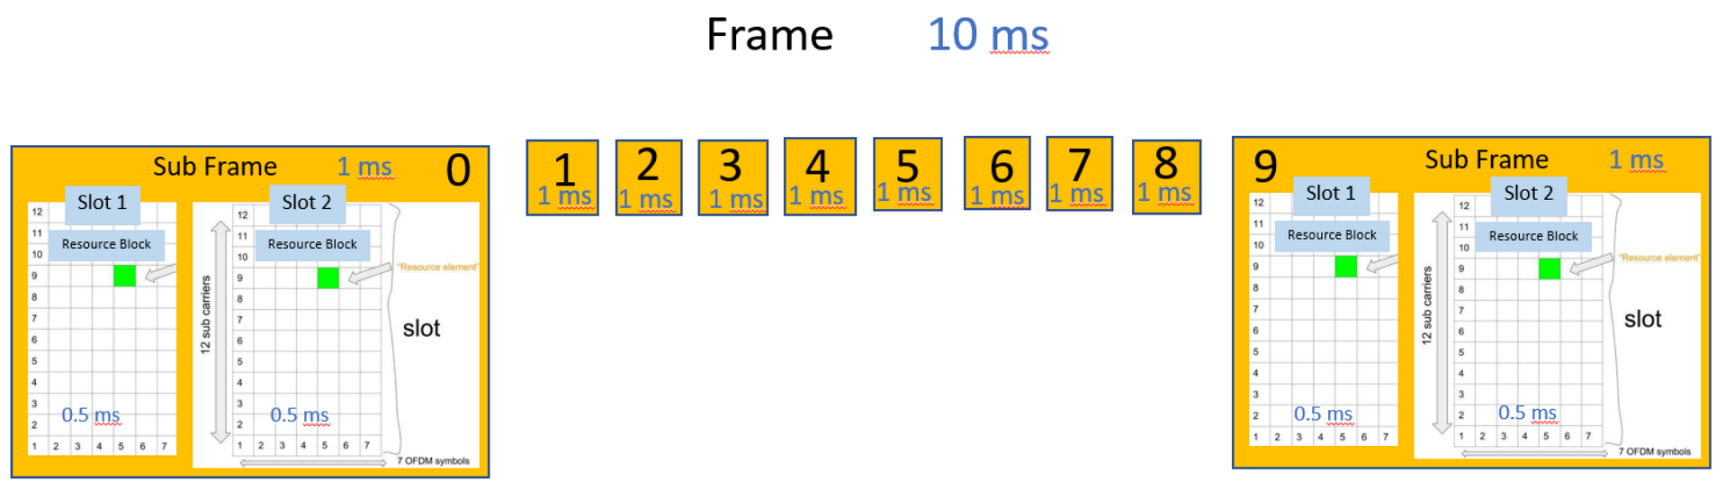 Frame 10 ms
Sub Frame 1 ms 0
Slot 1
Resource Block
12
11
10
9
8
7
6
5
4
3
2
1 2 3 4 5 6 7
0.5 ms
12 sub carriers
Slot 2
Resource Block
12
11
10
9
8
7
6
5
4
3
2
1 2 3 4 5 6 7
0.5 ms
"Resource element"
slot
7 OFDM symbols
1
1 ms
2
1 ms
3
1 ms
4
1 ms
5
1 ms
6
1 ms
7
1 ms
8
1 ms
9 Sub Frame 1 ms
Slot 1
Resource Block
12
11
10
9
8
7
6
5
4
3
2
1 2 3 4 5 6 7
0.5 ms
12 sub carriers
Slot 2
Resource Block
12
11
10
9
8
7
6
5
4
3
2
1 2 3 4 5 6 7
0.5 ms
"Resource element"
slot
7 OFDM symbols